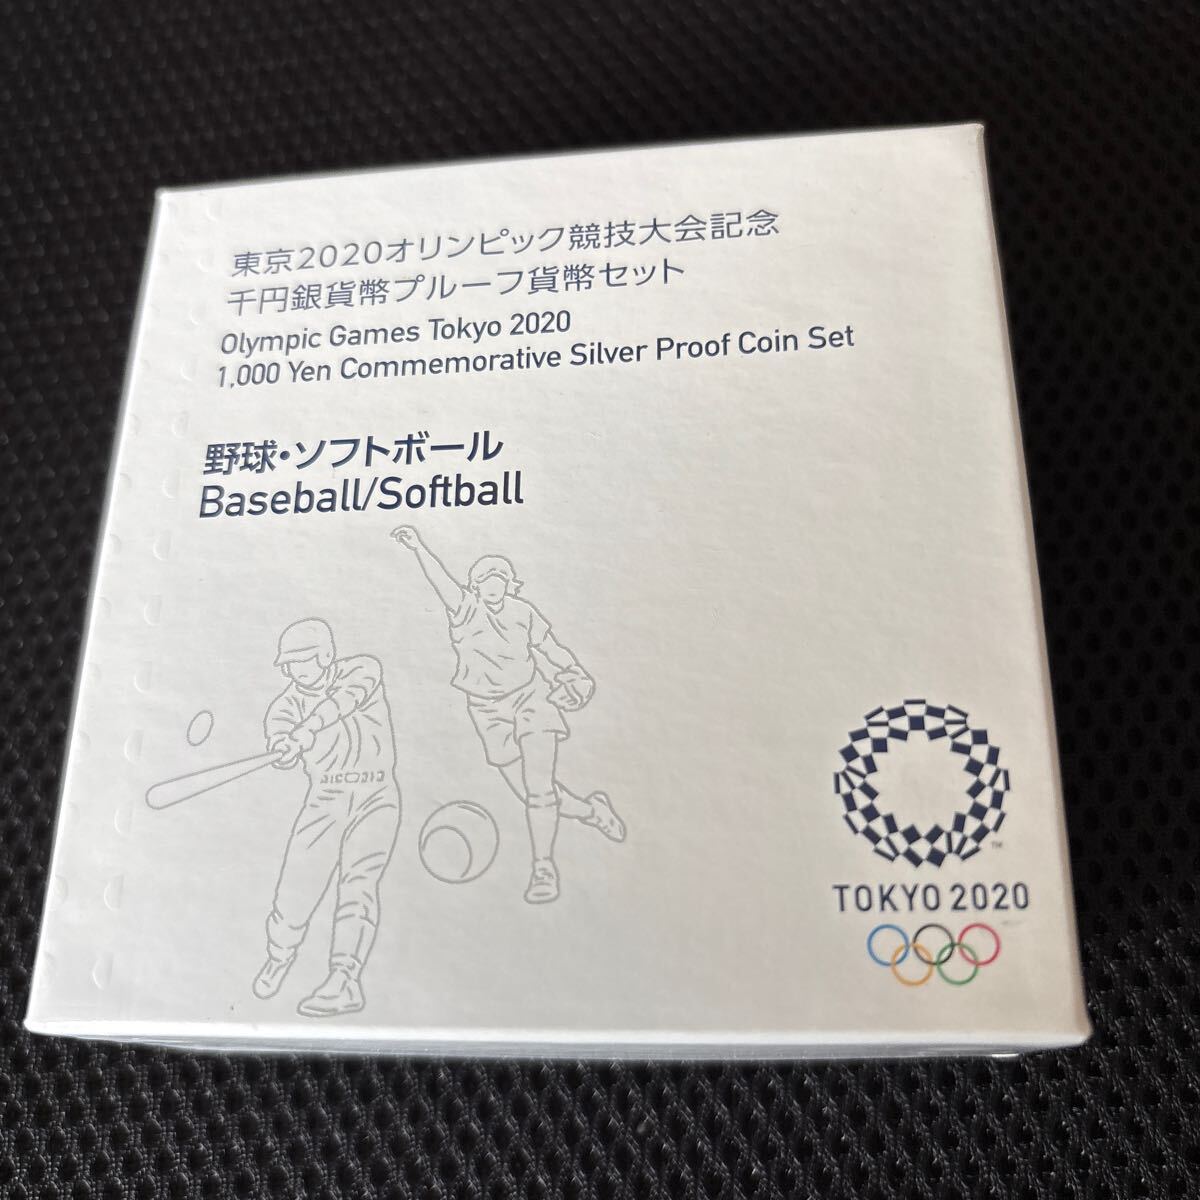 東京2020オリンピック競技大会記念
千円銀貨幣プルーフ貨幣セット
Olympic Games Tokyo 2020
1,000 Yen Commemorative Silver Proof Coin Set
野球・ソフトボール
Baseball/Softball
TM
TOKYO 2020